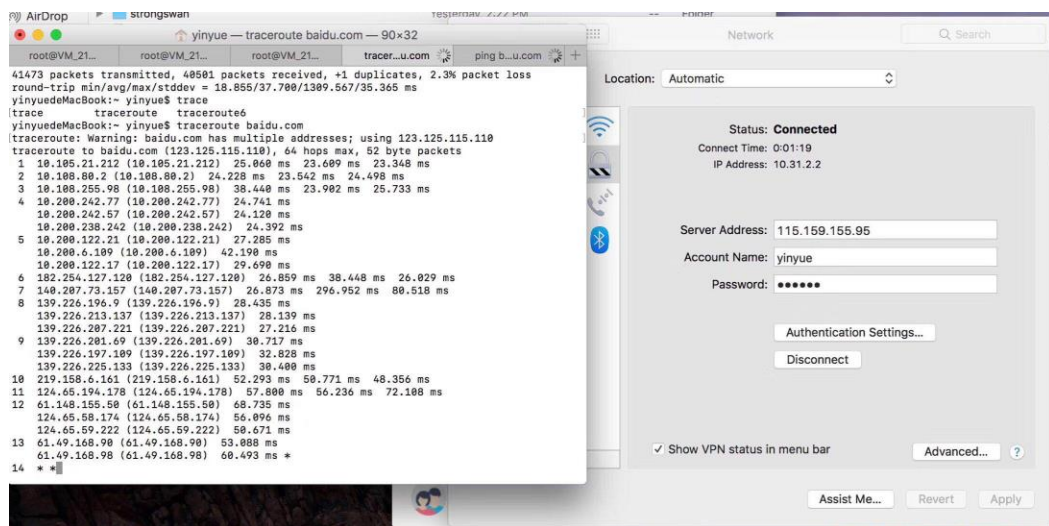 AirDrop
strongswan
yesterday 2:22 PM
--
Folder
yinyue — traceroute baidu.com — 90×32
root@VM_21...
root@VM_21...
root@VM_21...
tracer...u.com
ping b...u.com
+
41473 packets transmitted, 40501 packets received, +1 duplicates, 2.3% packet loss
round-trip min/avg/max/stddev = 18.855/37.700/1309.567/35.365 ms
yinyuedeMacBook:~ yinyue$ trace
[trace traceroute traceroute6 ]
yinyuedeMacBook:~ yinyue$ traceroute baidu.com
[traceroute: Warning: baidu.com has multiple addresses; using 123.125.115.110 ]
traceroute to baidu.com (123.125.115.110), 64 hops max, 52 byte packets
1 10.105.21.212 (10.105.21.212) 25.060 ms 23.609 ms 23.348 ms
2 10.108.80.2 (10.108.80.2) 24.228 ms 23.542 ms 24.498 ms
3 10.108.255.98 (10.108.255.98) 38.440 ms 23.902 ms 25.733 ms
4 10.200.242.77 (10.200.242.77) 24.741 ms
10.200.242.57 (10.200.242.57) 24.120 ms
10.200.238.242 (10.200.238.242) 24.392 ms
5 10.200.122.21 (10.200.122.21) 27.285 ms
10.200.6.109 (10.200.6.109) 42.190 ms
10.200.122.17 (10.200.122.17) 29.690 ms
6 182.254.127.120 (182.254.127.120) 26.859 ms 38.448 ms 26.029 ms
7 140.207.73.157 (140.207.73.157) 26.873 ms 296.952 ms 80.518 ms
8 139.226.196.9 (139.226.196.9) 28.435 ms
139.226.213.137 (139.226.213.137) 28.139 ms
139.226.207.221 (139.226.207.221) 27.216 ms
9 139.226.201.69 (139.226.201.69) 30.717 ms
139.226.197.109 (139.226.197.109) 32.828 ms
139.226.225.133 (139.226.225.133) 30.400 ms
10 219.158.6.161 (219.158.6.161) 52.293 ms 50.771 ms 48.356 ms
11 124.65.194.178 (124.65.194.178) 57.800 ms 56.236 ms 72.108 ms
12 61.148.155.50 (61.148.155.50) 68.735 ms
124.65.58.174 (124.65.58.174) 56.096 ms
124.65.59.222 (124.65.59.222) 50.671 ms
13 61.49.168.90 (61.49.168.90) 53.088 ms
61.49.168.98 (61.49.168.98) 60.493 ms *
14 * *
Network
Search
Location: Automatic
Status: Connected
Connect Time: 0:01:19
IP Address: 10.31.2.2
Server Address: 115.159.155.95
Account Name: yinyue
Password: ●●●●●●
Authentication Settings...
Disconnect
Show VPN status in menu bar
Advanced...
?
Assist Me...
Revert
Apply